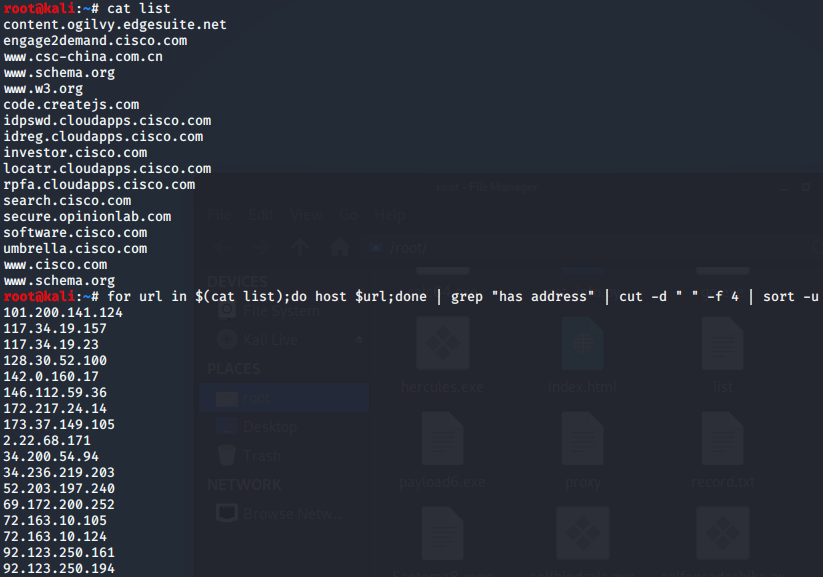 root@kali:~# cat list
content.ogilvy.edgesuite.net
engage2demand.cisco.com
www.csc-china.com.cn
www.schema.org
www.w3.org
code.createjs.com
idpswd.cloudapps.cisco.com
idreg.cloudapps.cisco.com
investor.cisco.com
locatr.cloudapps.cisco.com
rpfa.cloudapps.cisco.com
search.cisco.com
secure.opinionlab.com
software.cisco.com
umbrella.cisco.com
www.cisco.com
www.schema.org
root@kali:~# for url in $(cat list);do host $url;done | grep "has address" | cut -d " " -f 4 | sort -u
101.200.141.124
117.34.19.157
117.34.19.23
128.30.52.100
142.0.160.17
146.112.59.36
172.217.24.14
173.37.149.105
2.22.68.171
34.200.54.94
34.236.219.203
52.203.197.240
69.172.200.252
72.163.10.105
72.163.10.124
92.123.250.161
92.123.250.194
File Edit View Go Help
/root/
DEVICES
File System
Kali Live
PLACES
root
Desktop
Trash
NETWORK
Browse Netw...
hercules.exe
index.html
list
payload6.exe
proxy
record.txt